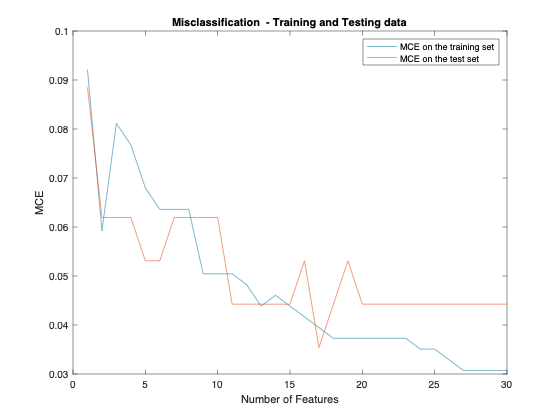 Misclassification  - Training and Testing data
MCE on the training set
MCE on the test set
0.1
0.09
0.08
0.07
0.06
0.05
0.04
0.03
MCE
0 5 10 15 20 25 30
Number of Features